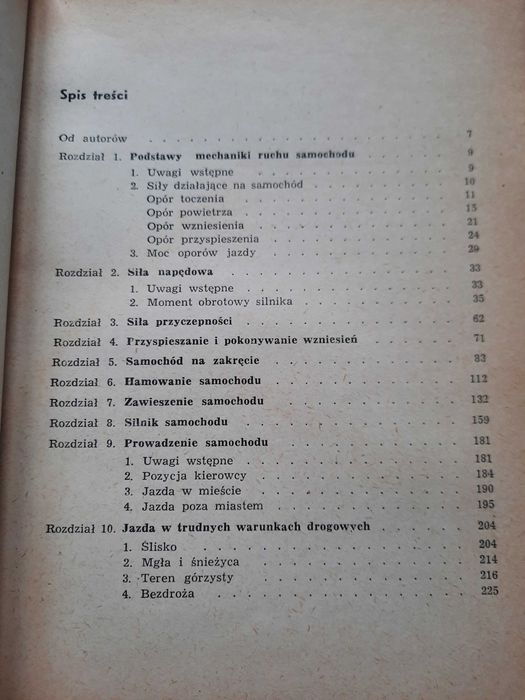 Spis treści
Od autorów . . . . . . . . . . . . . . . . . 7
Rozdział 1. Podstawy mechaniki ruchu samochodu . . . . . . . 9
1. Uwagi wstępne . . . . . . . . . . . . 9
2. Siły działające na samochód . . . . . . . . 10
Opór toczenia . . . . . . . . . . . . 11
Opór powietrza . . . . . . . . . . . . 15
Opór wzniesienia . . . . . . . . . . . 21
Opór przyspieszenia . . . . . . . . . . 24
3. Moc oporów jazdy . . . . . . . . . . . 29
Rozdział 2. Siła napędowa . . . . . . . . . . . . . 33
1. Uwagi wstępne . . . . . . . . . . . . 33
2. Moment obrotowy silnika . . . . . . . . . 35
Rozdział 3. Siła przyczepności . . . . . . . . . . . . 62
Rozdział 4. Przyspieszanie i pokonywanie wzniesień . . . . . . 71
Rozdział 5. Samochód na zakręcie . . . . . . . . . . 83
Rozdział 6. Hamowanie samochodu . . . . . . . . . . 112
Rozdział 7. Zawieszenie samochodu . . . . . . . . . . 132
Rozdział 8. Silnik samochodu . . . . . . . . . . . . 159
Rozdział 9. Prowadzenie samochodu . . . . . . . . . . 181
1. Uwagi wstępne . . . . . . . . . . . . 181
2. Pozycja kierowcy . . . . . . . . . . . 184
3. Jazda w mieście . . . . . . . . . . . . 190
4. Jazda poza miastem . . . . . . . . . . 195
Rozdział 10. Jazda w trudnych warunkach drogowych . . . . . 204
1. Ślisko . . . . . . . . . . . . . . . 204
2. Mgła i śnieżyca . . . . . . . . . . . . 214
3. Teren górzysty . . . . . . . . . . . . 216
4. Bezdroża . . . . . . . . . . . . . . 225